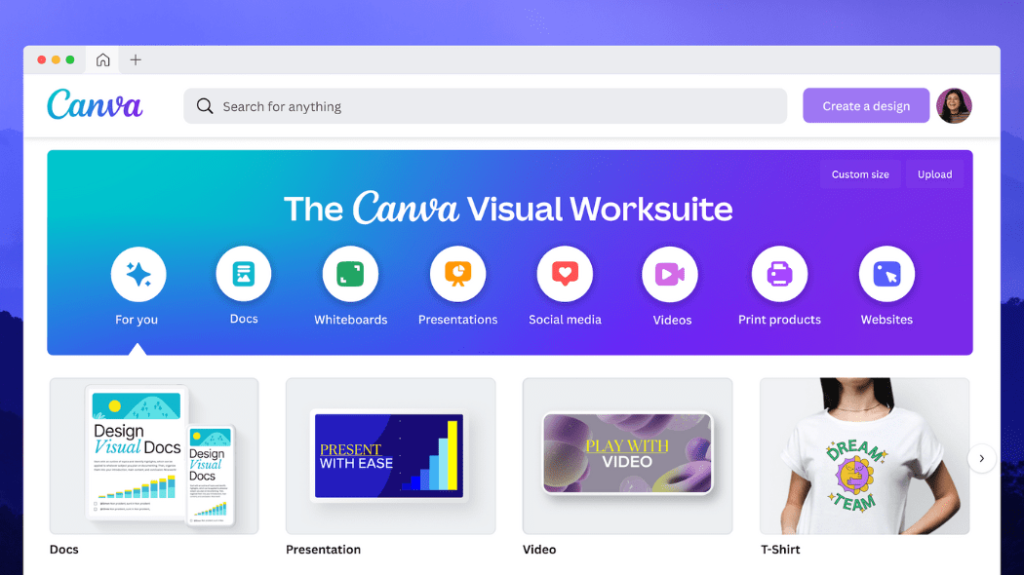 Canva
Search for anything
Create a design
Custom size
Upload
The Canva Visual Worksuite
For you
Docs
Whiteboards
Presentations
Social media
Videos
Print products
Websites
Design
Visual Docs
Design
Visual
Docs
PRESENT
WITH EASE
PLAY WITH
VIDEO
DREAM
TEAM
Docs
Presentation
Video
T-Shirt